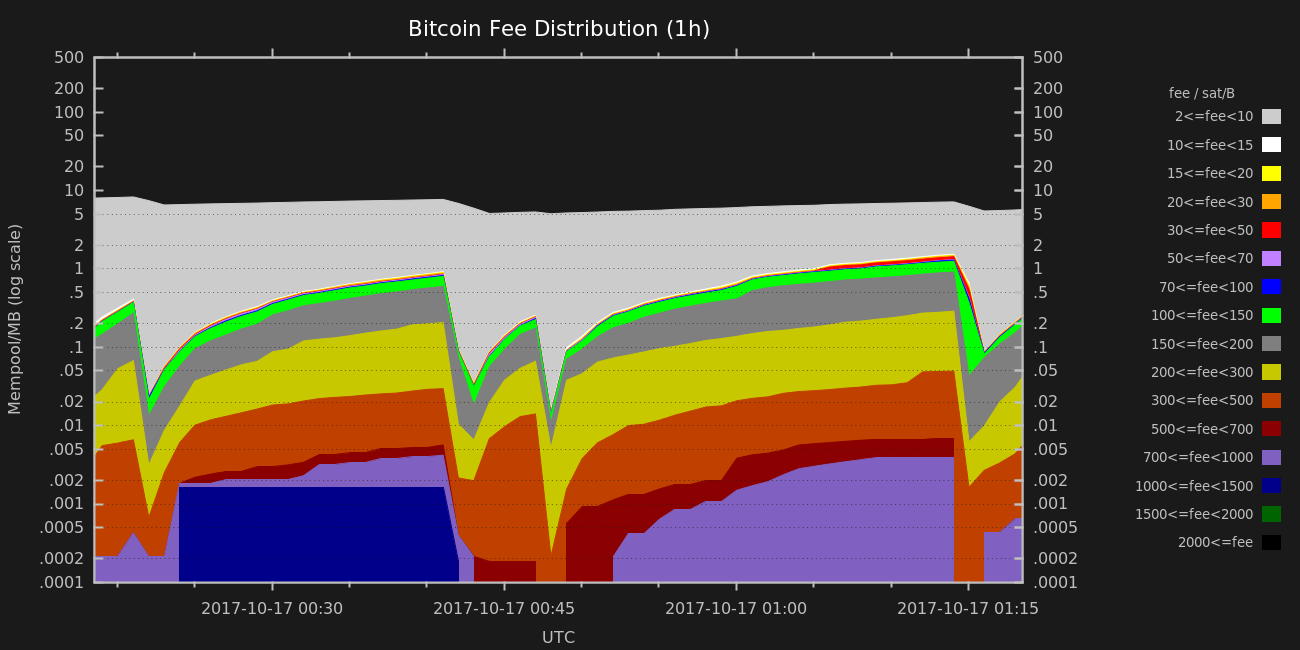 Bitcoin Fee Distribution (1h)
Mempool/MB (log scale)
500
200
100
50
20
10
5
2
1
.5
.2
.1
.05
.02
.01
.005
.002
.001
.0005
.0002
.0001
500
200
100
50
20
10
5
2
1
.5
.2
.1
.05
.02
.01
.005
.002
.001
.0005
.0002
.0001
2017-10-17 00:30
2017-10-17 00:45
2017-10-17 01:00
2017-10-17 01:15
UTC
fee / sat/B
2<=fee<10
10<=fee<15
15<=fee<20
20<=fee<30
30<=fee<50
50<=fee<70
70<=fee<100
100<=fee<150
150<=fee<200
200<=fee<300
300<=fee<500
500<=fee<700
700<=fee<1000
1000<=fee<1500
1500<=fee<2000
2000<=fee